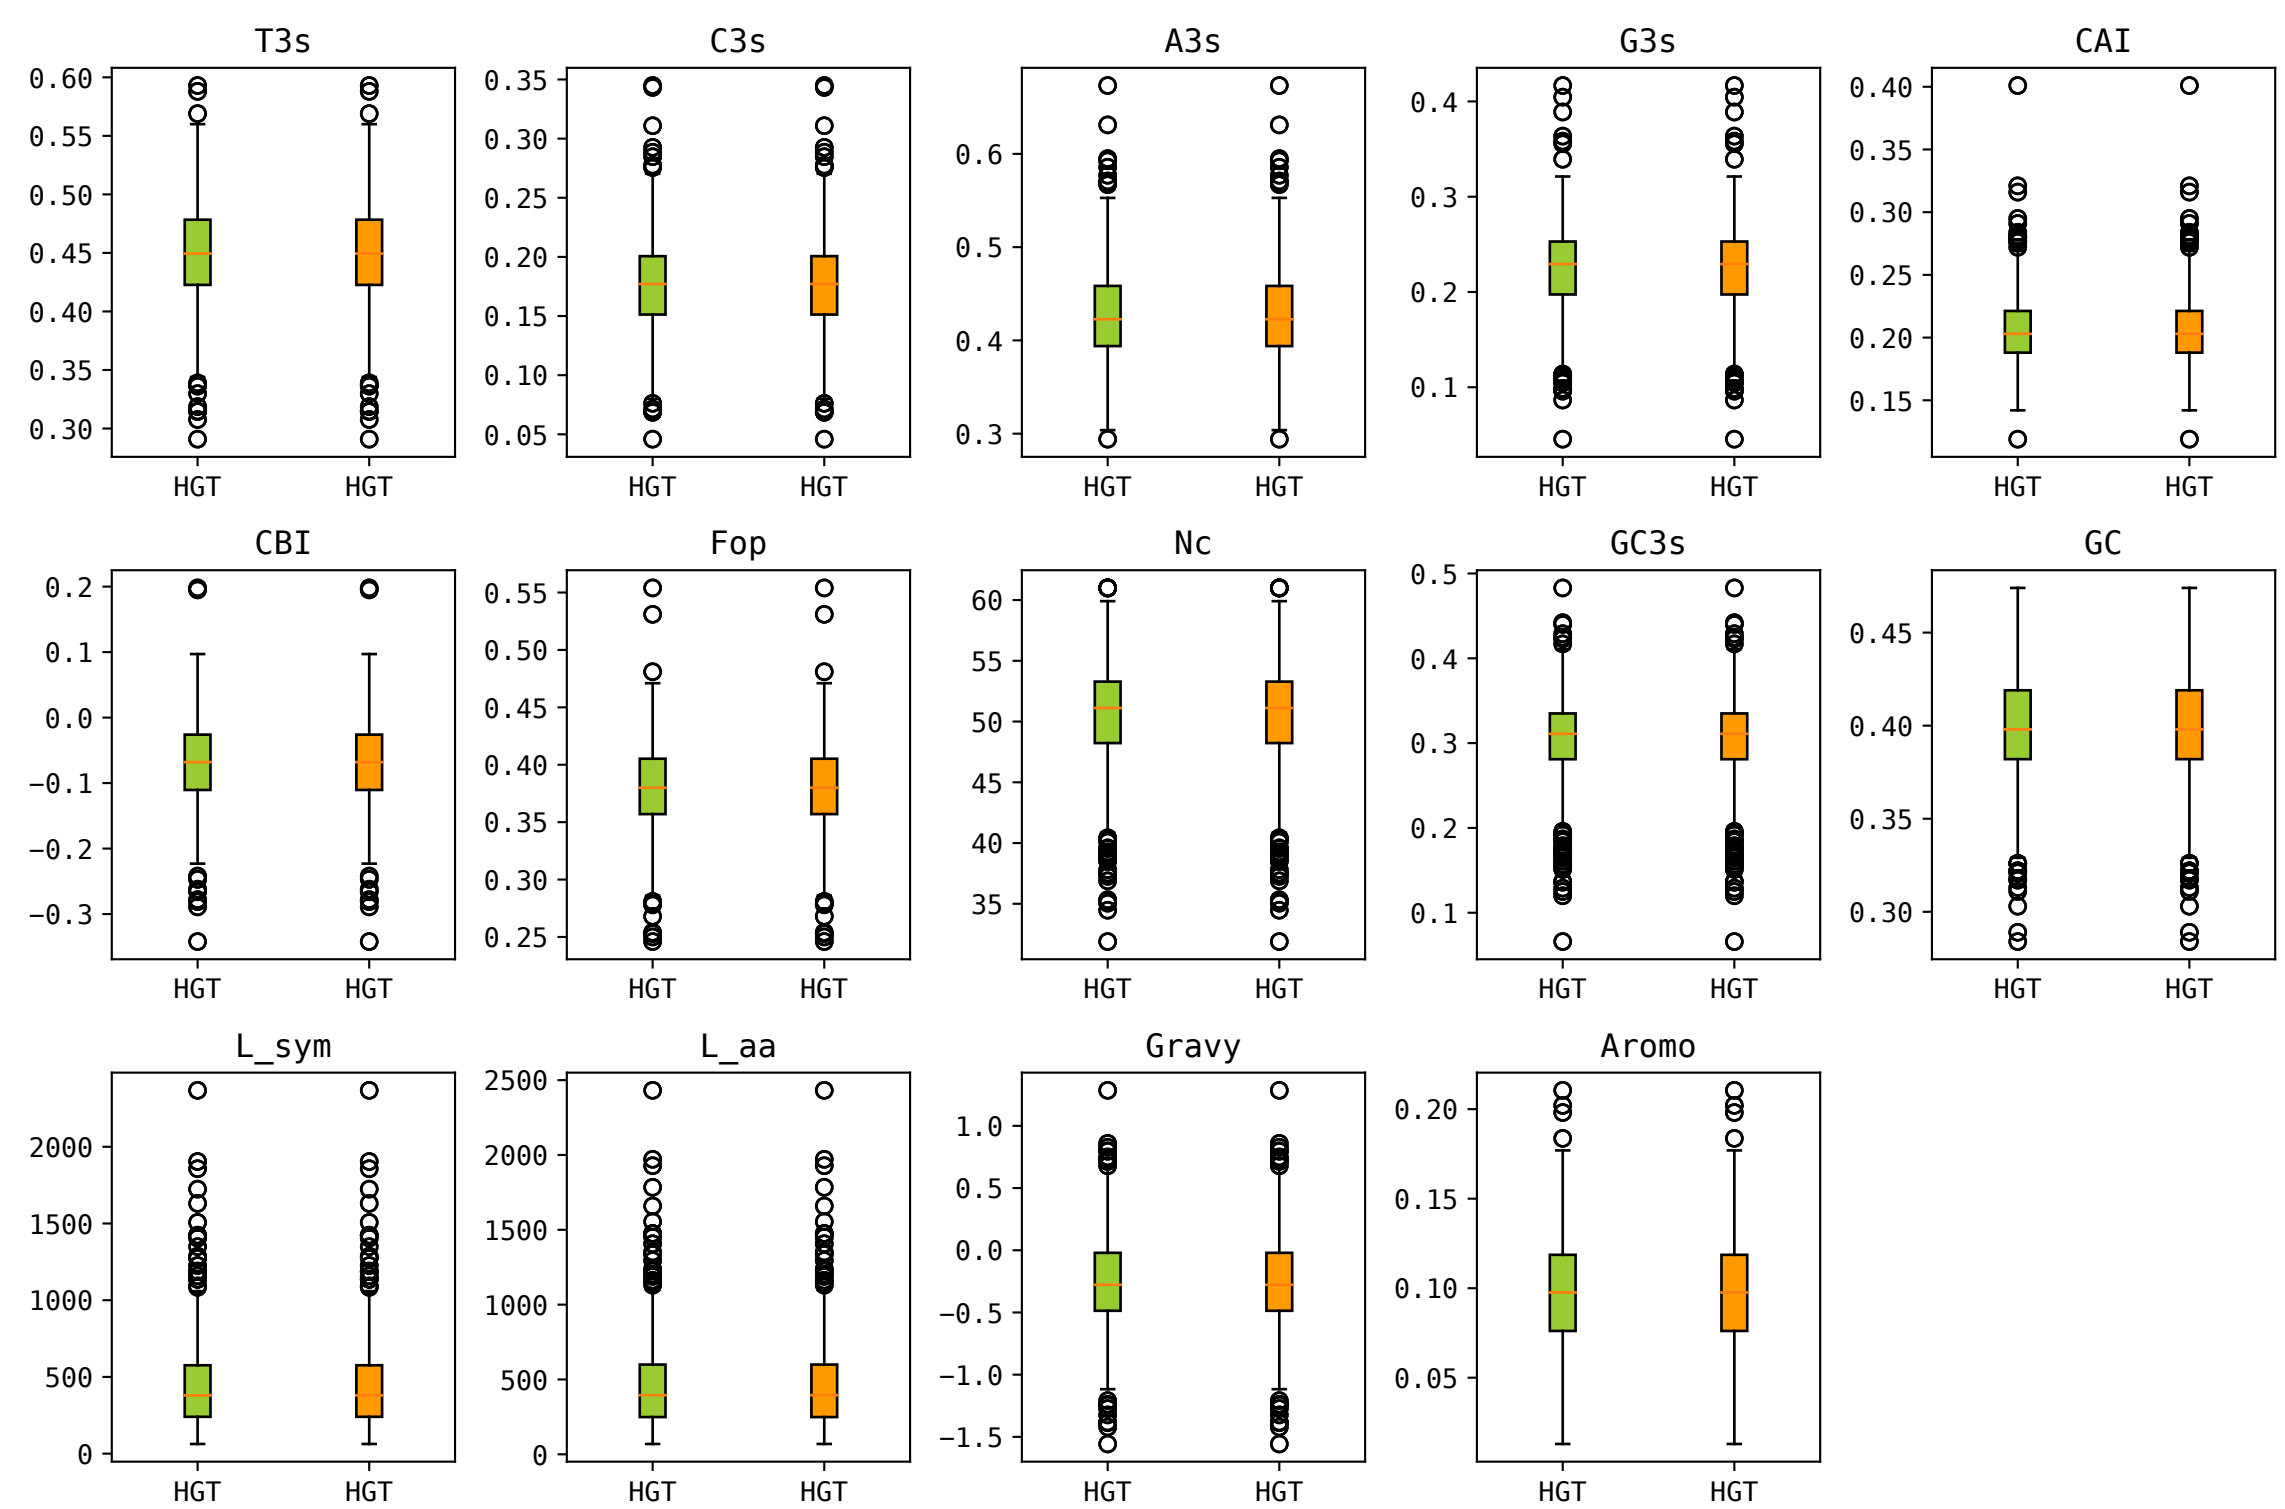 T3s C3s A3s G3s CAI
0.60 0.55 0.50 0.45 0.40 0.35 0.30
0.35 0.30 0.25 0.20 0.15 0.10 0.05
0.6 0.5 0.4 0.3
0.4 0.3 0.2 0.1
0.40 0.35 0.30 0.25 0.20 0.15
HGT HGT HGT HGT HGT HGT HGT HGT HGT HGT
CBI Fop Nc GC3s GC
0.2 0.1 0.0 −0.1 −0.2 −0.3
0.55 0.50 0.45 0.40 0.35 0.30 0.25
60 55 50 45 40 35
0.5 0.4 0.3 0.2 0.1
0.45 0.40 0.35 0.30
HGT HGT HGT HGT HGT HGT HGT HGT HGT HGT
L_sym L_aa Gravy Aromo
2000 1500 1000 500 0
2500 2000 1500 1000 500 0
1.0 0.5 0.0 −0.5 −1.0 −1.5
0.20 0.15 0.10 0.05
HGT HGT HGT HGT HGT HGT HGT HGT